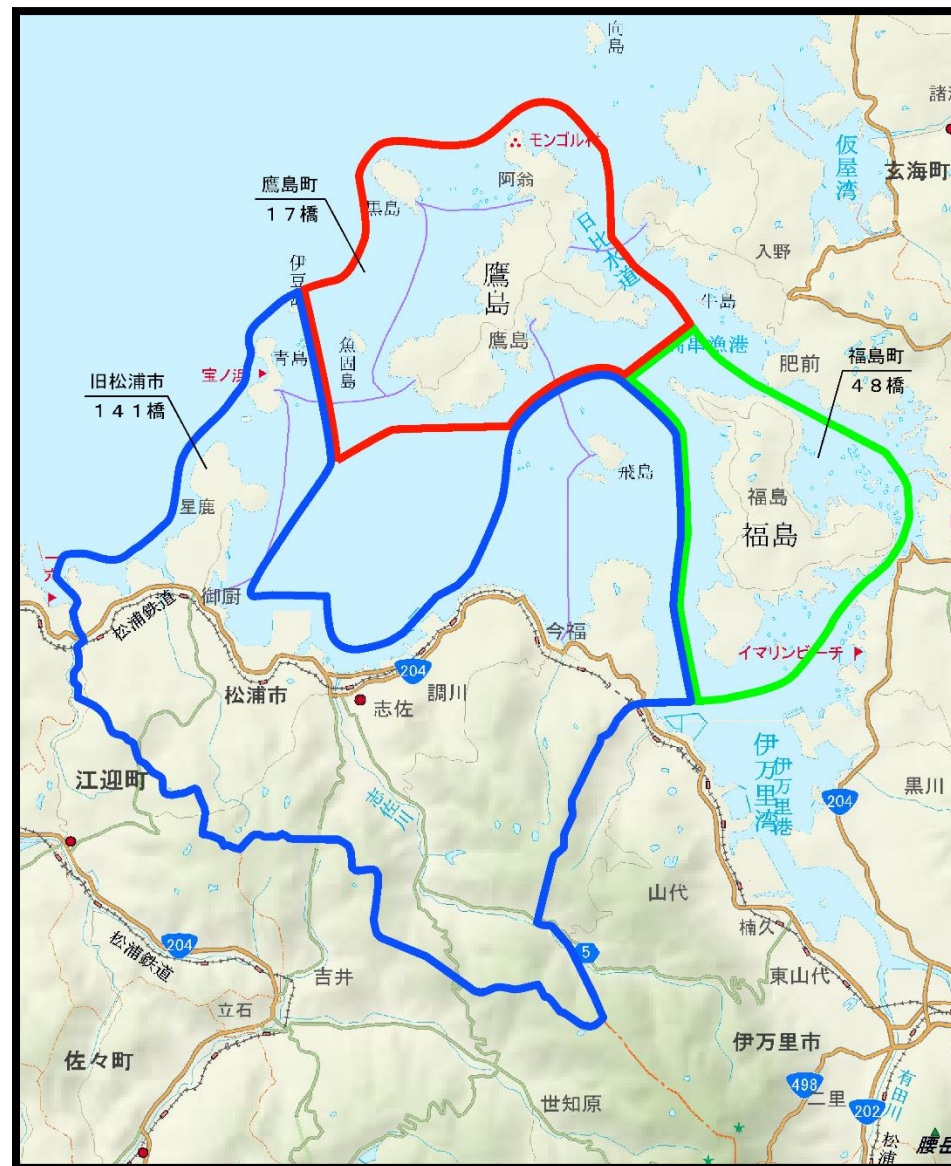 向
島
諸
モンゴル村
仮屋湾
玄海町
鷹島町
17橋
阿翁
黒島
日比水道
入野
伊豆
鷹島
牛島
魚固島
鷹島
青島
串漁港
肥前
福島町
48橋
宝ノ浜
旧松浦市
141橋
飛島
福島
星鹿
福島
御厨
松浦鉄道
今福
イマリンビーチ
204
松浦市
調川
志佐
伊万里湾
伊万里港
江迎町
志佐川
204
黒川
山代
楠久
204
松浦鉄道
5
吉井
東山代
立石
伊万里市
佐々町
498
二里
有田川
世知原
202
松浦
腰岳